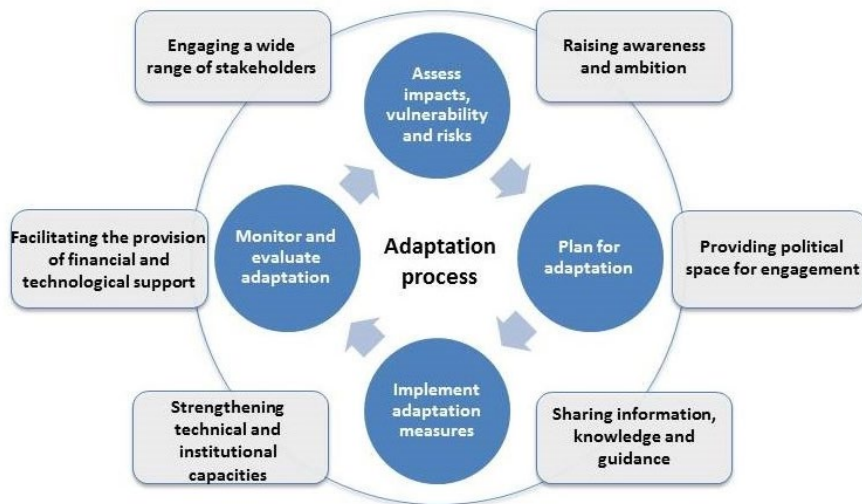 Engaging a wide
range of stakeholders
Assess
impacts,
vulnerability
and risks
Raising awareness
and ambition
Facilitating the provision
of financial and
technological support
Monitor and
evaluate adaptation
Adaptation
process
Plan for
adaptation
Providing political
space for engagement
Strengthening
technical and
institutional
capacities
Implement
adaptation
measures
Sharing information,
knowledge and
guidance